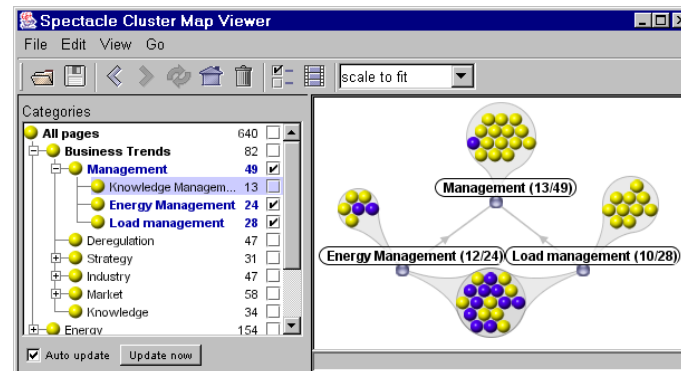 Spectacle Cluster Map Viewer
File Edit View Go
scale to fit
Categories
All pages 640
Business Trends 82
Management 49
Knowledge Managem... 13
Energy Management 24
Load management 28
Deregulation 47
Strategy 31
Industry 47
Market 58
Knowledge 34
Energy 154
Auto update Update now
Management (13/49)
Energy Management (12/24) Load management (10/28)